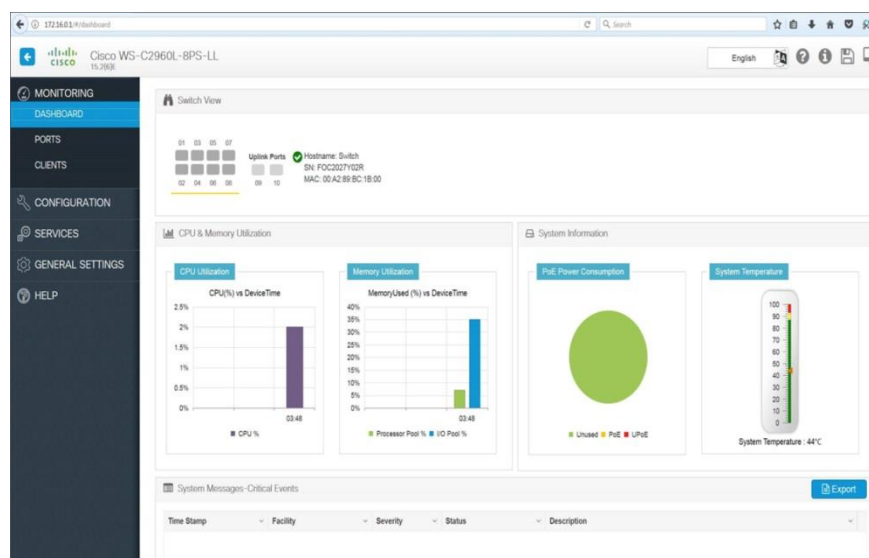 172.16.0.1/#/dashboard
Search
CISCO
Cisco WS-C2960L-8PS-LL
15.2(6)E
English
MONITORING
DASHBOARD
PORTS
CLIENTS
CONFIGURATION
SERVICES
GENERAL SETTINGS
HELP
Switch View
01 03 05 07
02 04 06 08
Uplink Ports
09 10
Hostname: Switch
SN: FOC2027Y02R
MAC: 00:A2:89:BC:1B:00
CPU & Memory Utilization
CPU Utilization
CPU(%) vs DeviceTime
2.5%
2%
1.5%
1%
0.5%
0%
03:48
CPU %
Memory Utilization
MemoryUsed (%) vs DeviceTime
40%
35%
30%
25%
20%
15%
10%
5%
0%
03:48
Processor Pool % I/O Pool %
System Information
PoE Power Consumption
Unused PoE UPoE
System Temperature
100
90
80
70
60
50
40
30
20
10
0
System Temperature : 44°C
System Messages-Critical Events
Export
Time Stamp Facility Severity Status Description